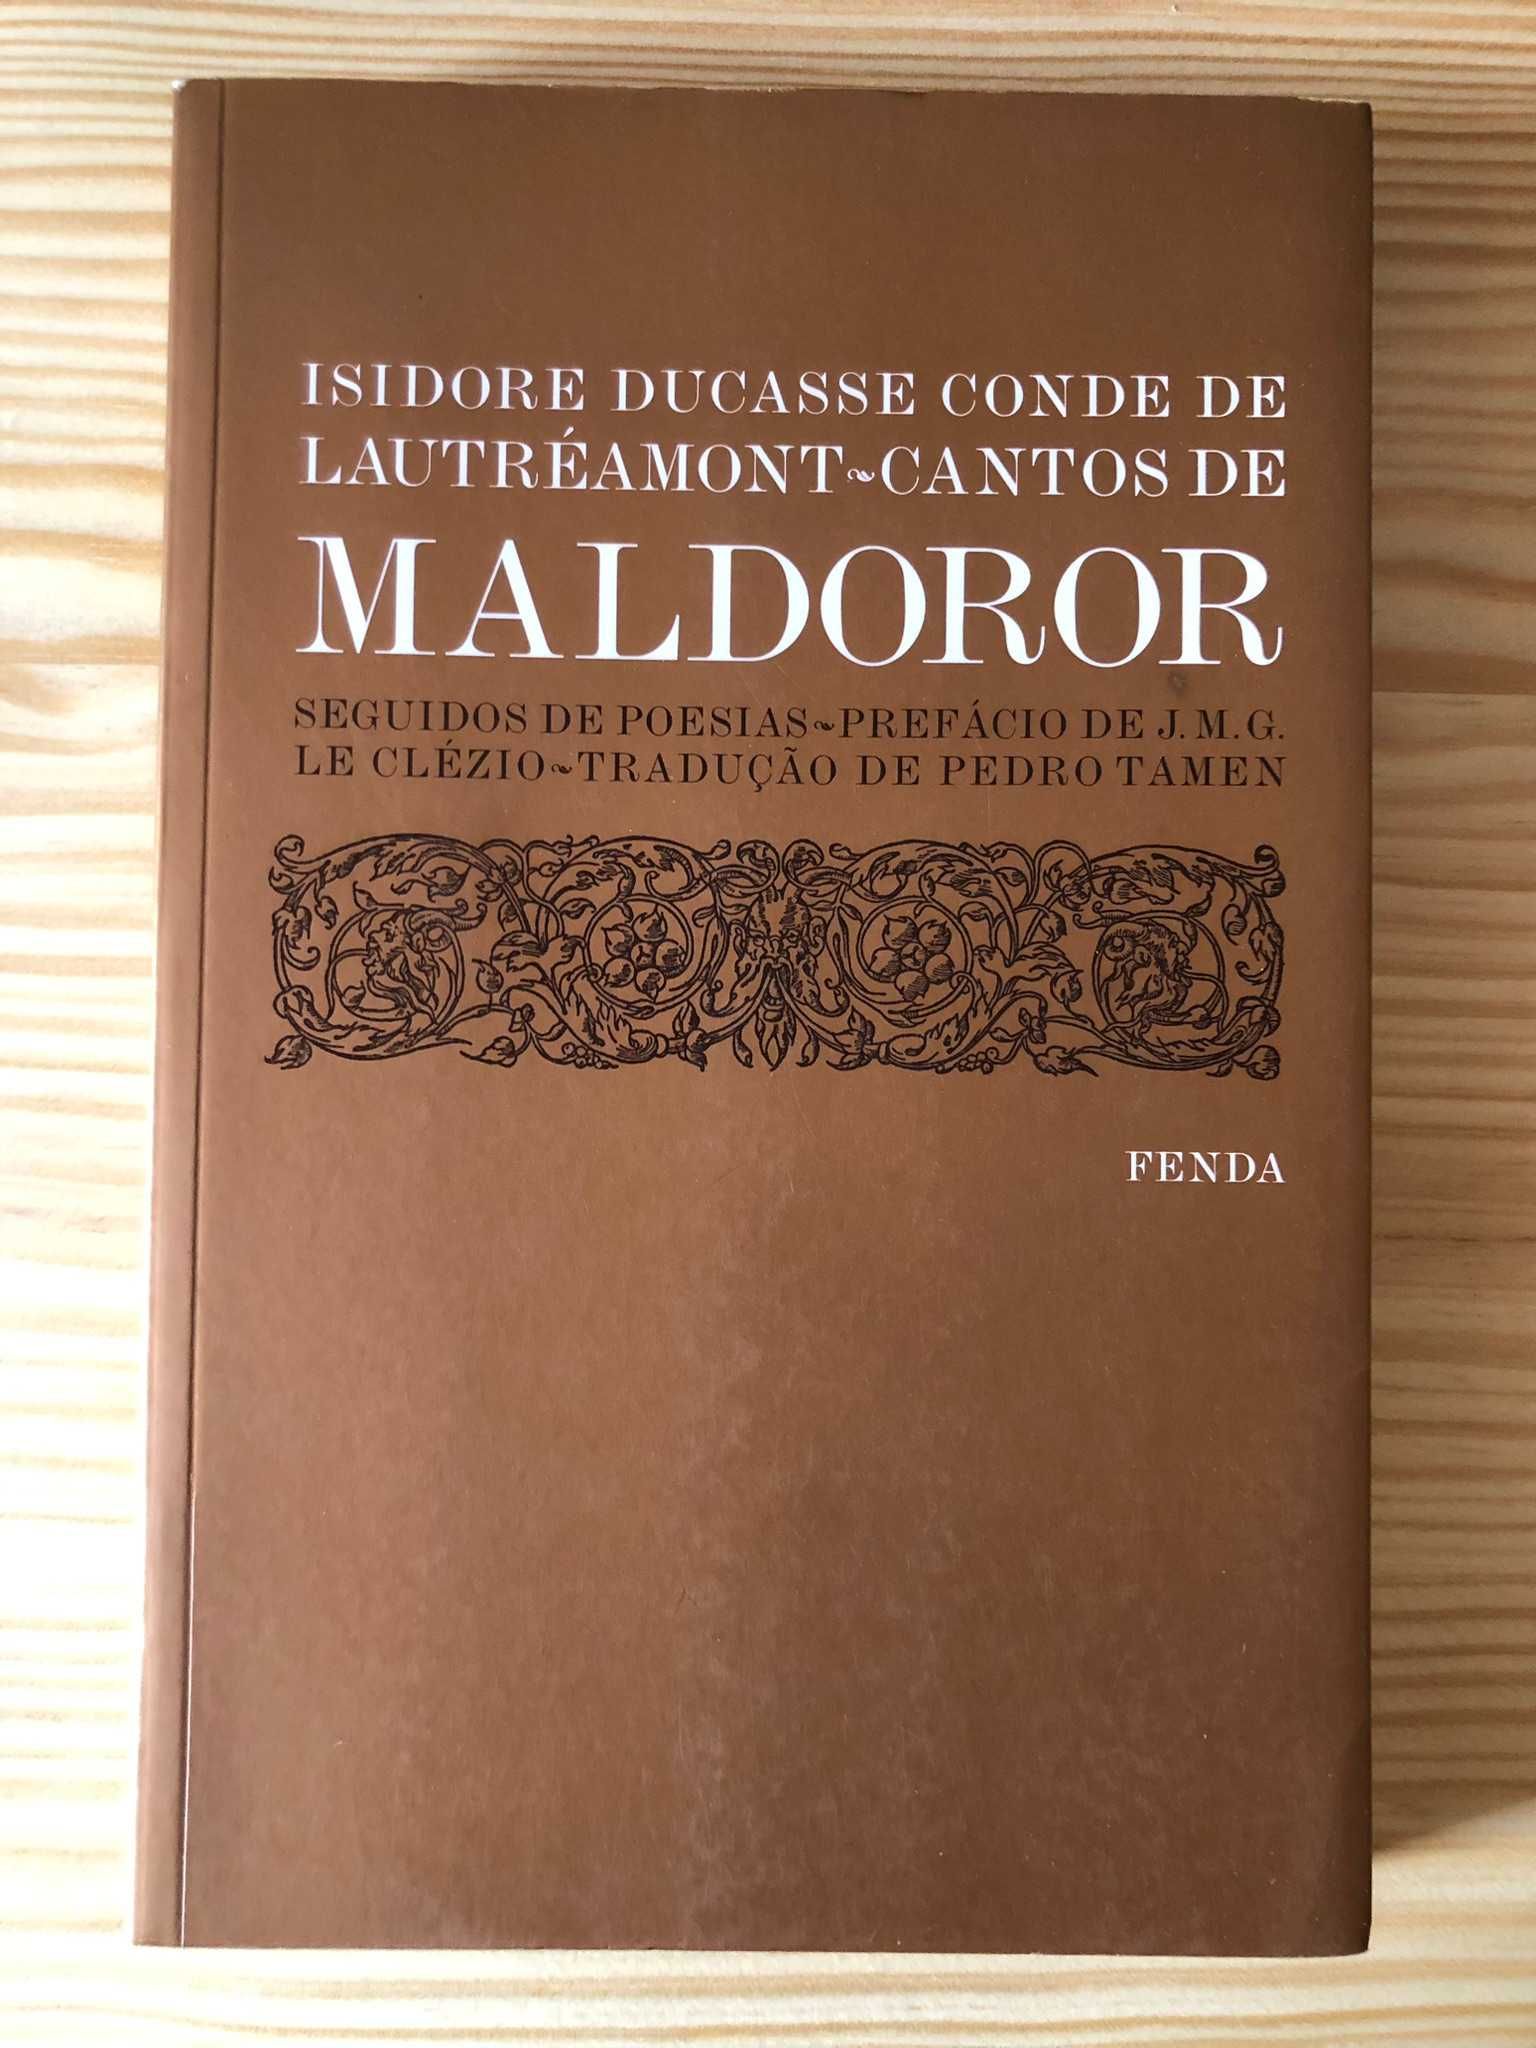 ISIDORE DUCASSE CONDE DE
LAUTRÉAMONT~CANTOS DE
MALDOROR
SEGUIDOS DE POESIAS~PREFÁCIO DE J. M. G.
LE CLÉZIO~TRADUÇÃO DE PEDRO TAMEN
FENDA